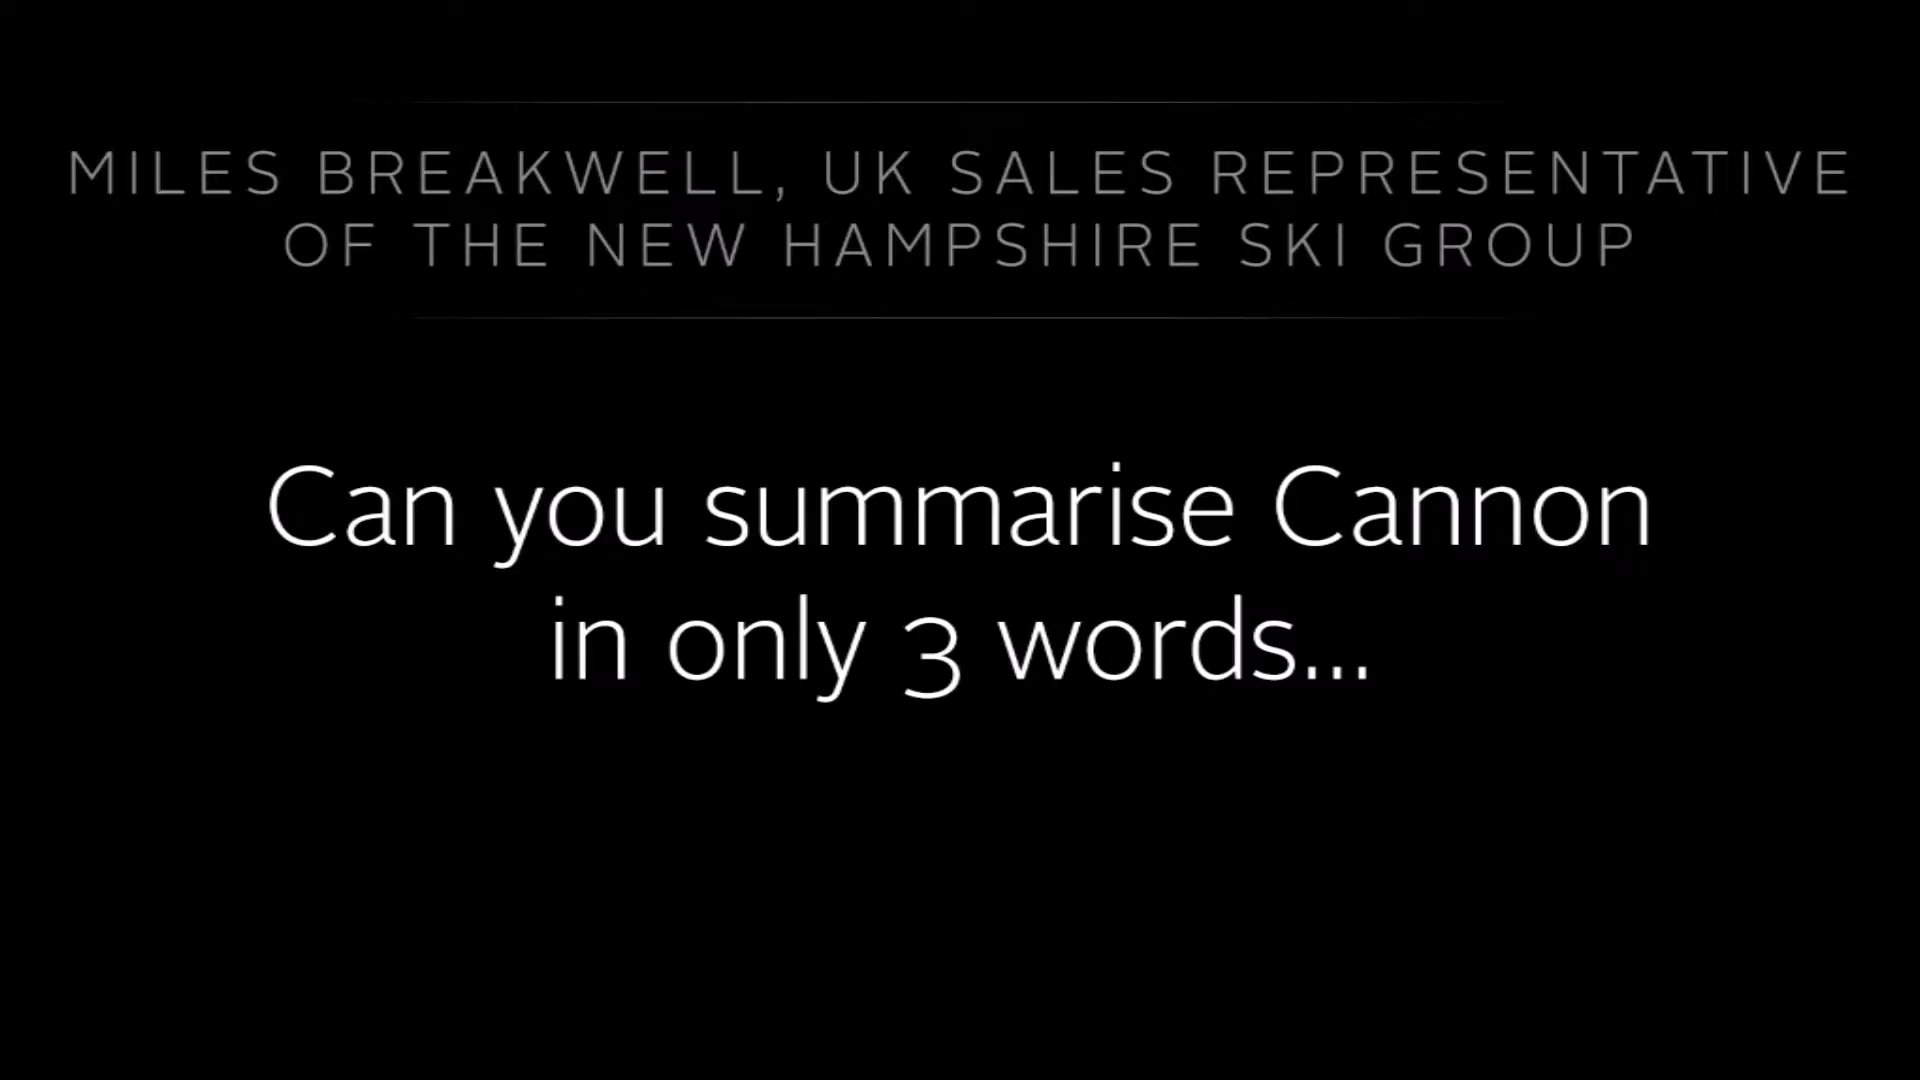 MILES BREAKWELL, UK SALES REPRESENTATIVE
OF THE NEW HAMPSHIRE SKI GROUP
Can you summarise Cannon
in only 3 words...